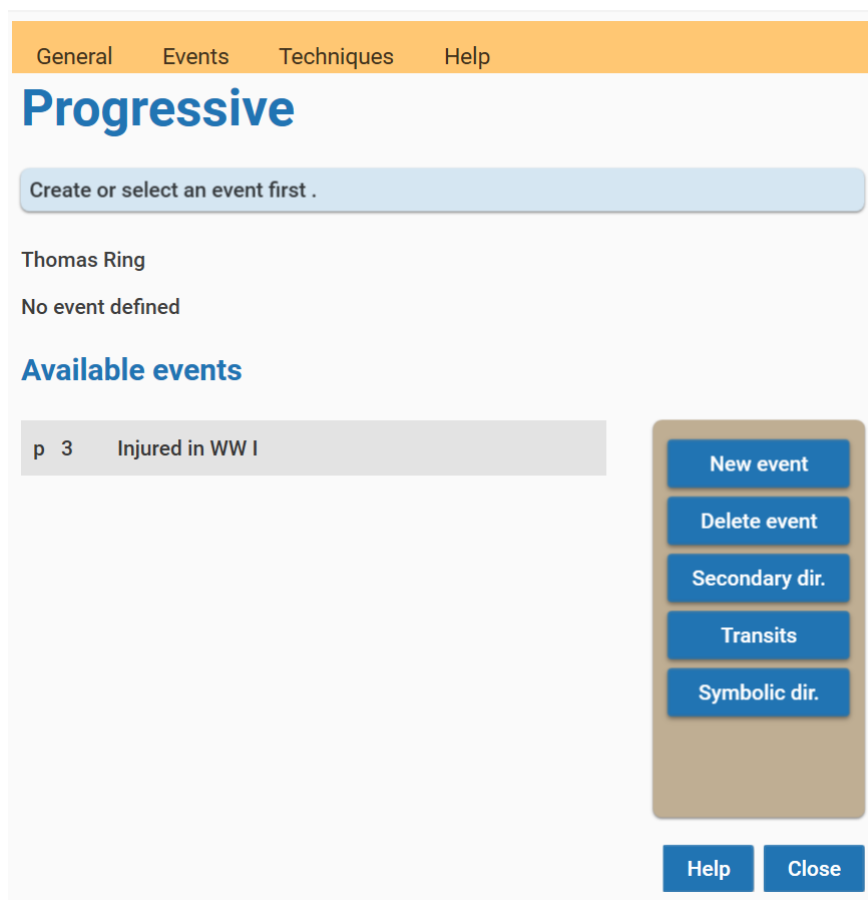 General Events Techniques Help
Progressive
Create or select an event first .
Thomas Ring
No event defined
Available events
p 3 Injured in WW I
New event
Delete event
Secondary dir.
Transits
Symbolic dir.
Help Close